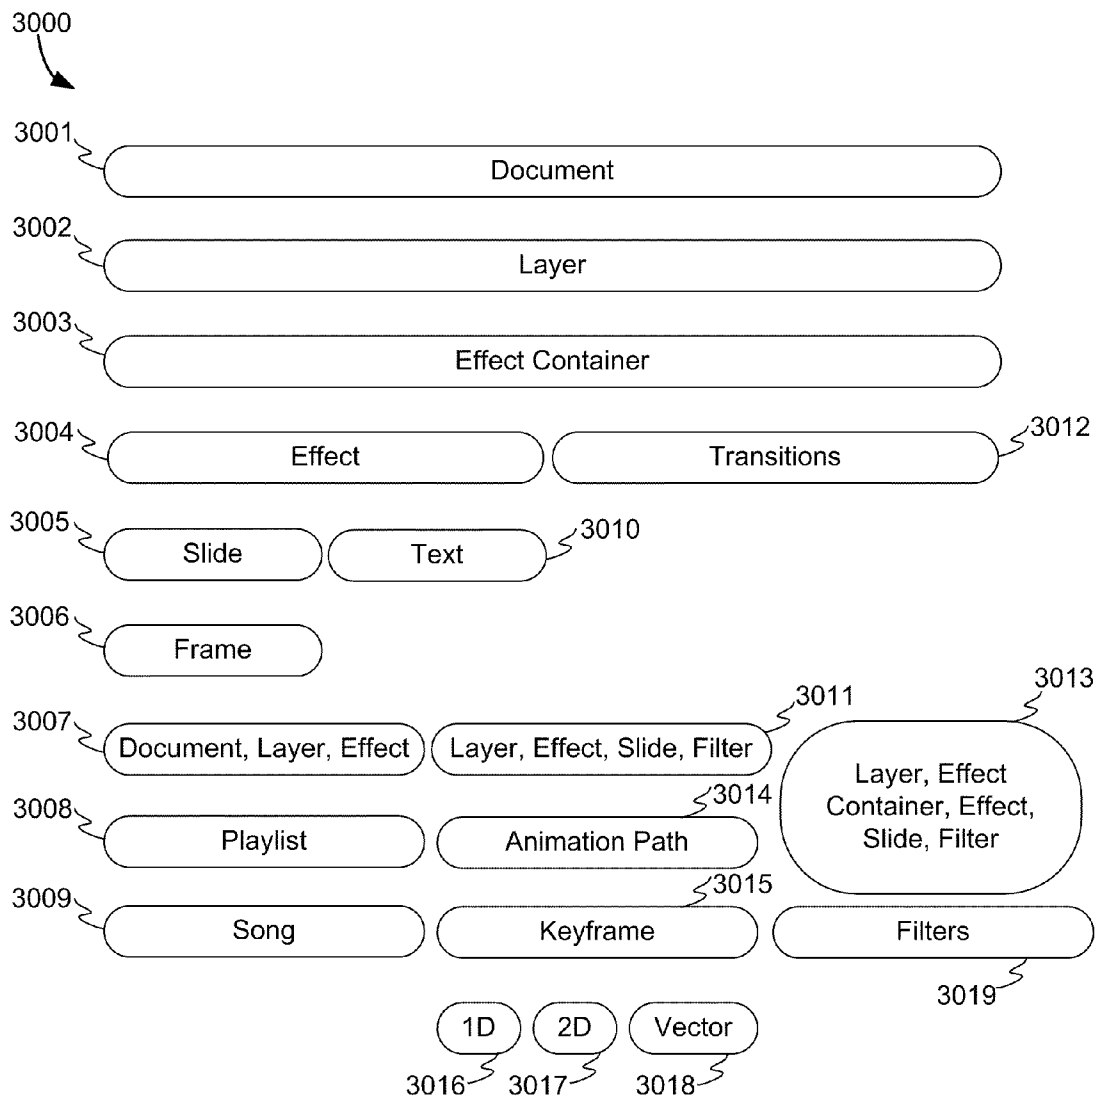 3000
3001
Document
3002
Layer
3003
Effect Container
3004
Effect
Transitions
3012
3005
Slide
Text
3010
3006
Frame
3007
Document, Layer, Effect
Layer, Effect, Slide, Filter
3011
3013
Layer, Effect
Container, Effect,
Slide, Filter
3008
Playlist
Animation Path
3014
3009
Song
Keyframe
3015
Filters
3019
1D
2D
Vector
3016
3017
3018